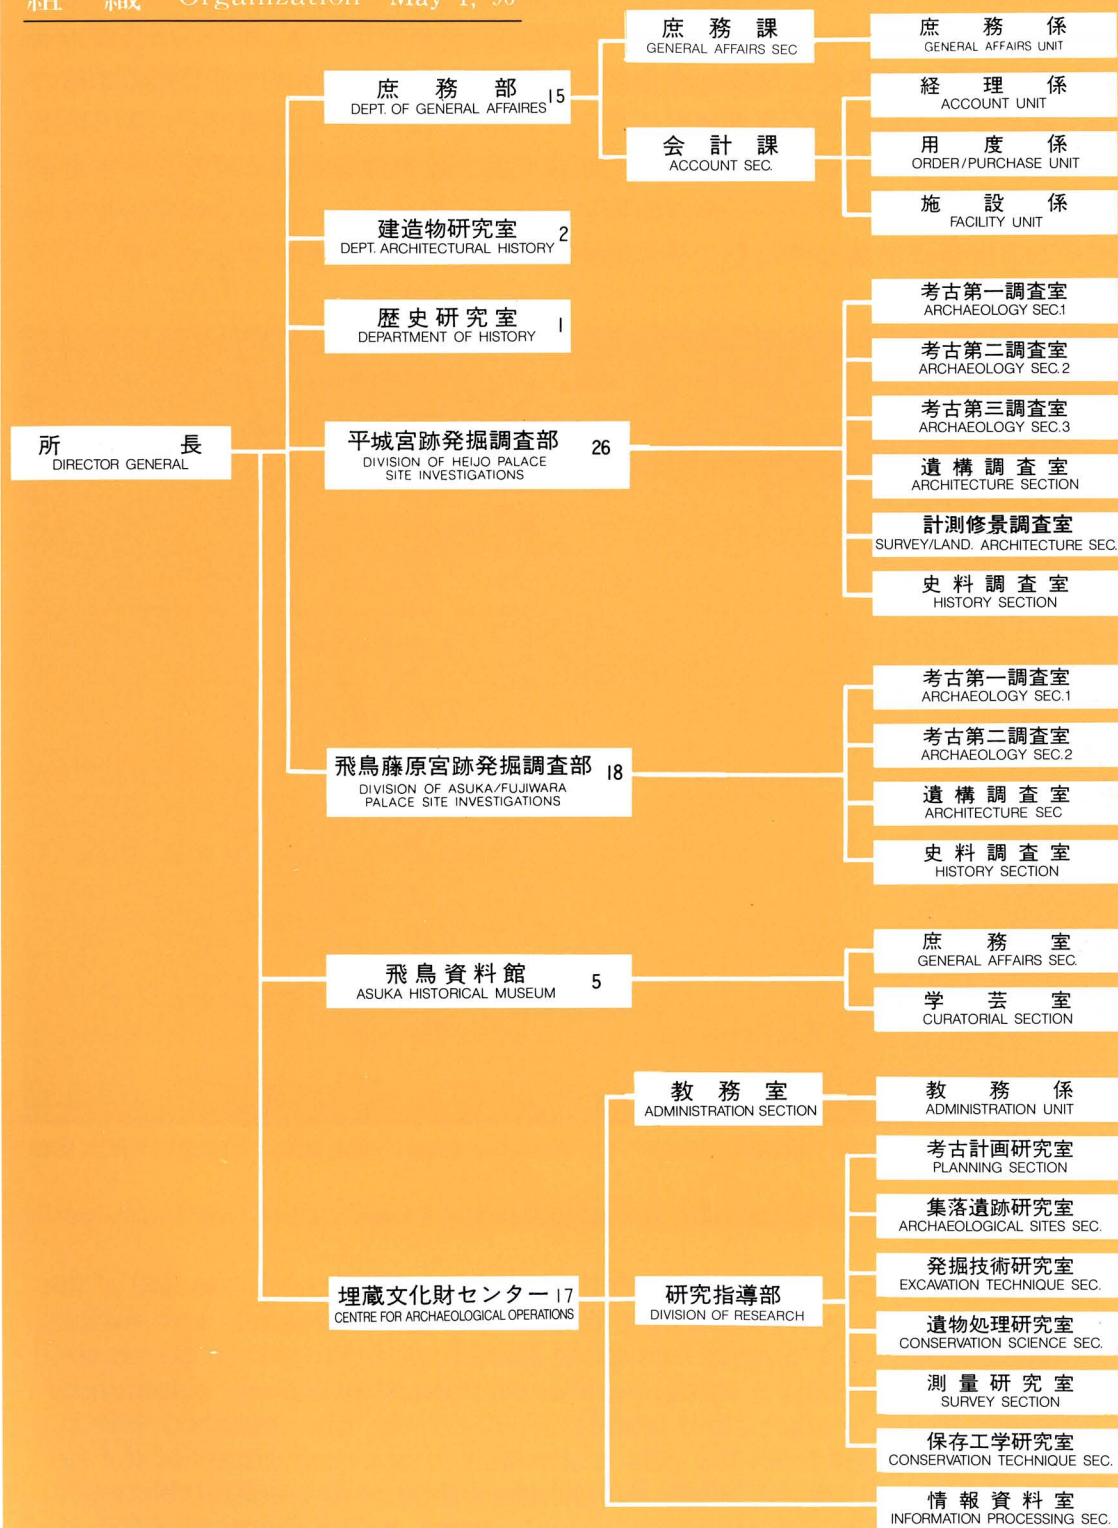 組織 Organization May 1, '90
庶務課
GENERAL AFFAIRS SEC
庶務係
GENERAL AFFAIRS UNIT
庶務部 15
DEPT. OF GENERAL AFFAIRES
経理係
ACCOUNT UNIT
会計課
ACCOUNT SEC.
用度係
ORDER/PURCHASE UNIT
施設係
FACILITY UNIT
建造物研究室 2
DEPT. ARCHITECTURAL HISTORY
歴史研究室 1
DEPARTMENT OF HISTORY
所長
DIRECTOR GENERAL
平城宮跡発掘調査部 26
DIVISION OF HEIJO PALACE
SITE INVESTIGATIONS
考古第一調査室
ARCHAEOLOGY SEC.1
考古第二調査室
ARCHAEOLOGY SEC.2
考古第三調査室
ARCHAEOLOGY SEC.3
遺構調査室
ARCHITECTURE SECTION
計測修景調査室
SURVEY/LAND. ARCHITECTURE SEC.
史料調査室
HISTORY SECTION
飛鳥藤原宮跡発掘調査部 18
DIVISION OF ASUKA/FUJIWARA
PALACE SITE INVESTIGATIONS
考古第一調査室
ARCHAEOLOGY SEC.1
考古第二調査室
ARCHAEOLOGY SEC.2
遺構調査室
ARCHITECTURE SEC
史料調査室
HISTORY SECTION
飛鳥資料館 5
ASUKA HISTORICAL MUSEUM
庶務室
GENERAL AFFAIRS SEC.
学芸室
CURATORIAL SECTION
埋蔵文化財センター 17
CENTRE FOR ARCHAEOLOGICAL OPERATIONS
教務室
ADMINISTRATION SECTION
教務係
ADMINISTRATION UNIT
研究指導部
DIVISION OF RESEARCH
考古計画研究室
PLANNING SECTION
集落遺跡研究室
ARCHAEOLOGICAL SITES SEC.
発掘技術研究室
EXCAVATION TECHNIQUE SEC.
遺物処理研究室
CONSERVATION SCIENCE SEC.
測量研究室
SURVEY SECTION
保存工学研究室
CONSERVATION TECHNIQUE SEC.
情報資料室
INFORMATION PROCESSING SEC.